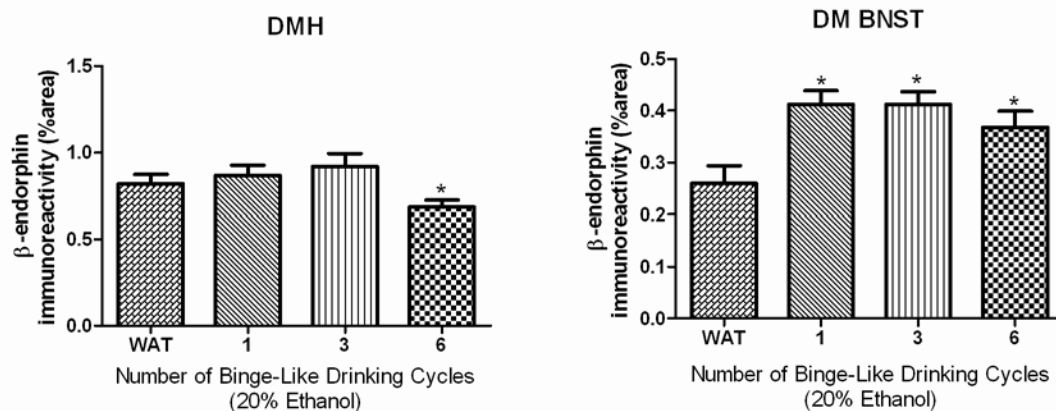 DMH
β-endorphin
immunoreactivity (%area)
1.5
1.0
0.5
0.0
*
WAT 1 3 6
Number of Binge-Like Drinking Cycles
(20% Ethanol)
DM BNST
β-endorphin
immunoreactivity (%area)
0.5
0.4
0.3
0.2
0.1
0.0
* * *
WAT 1 3 6
Number of Binge-Like Drinking Cycles
(20% Ethanol)